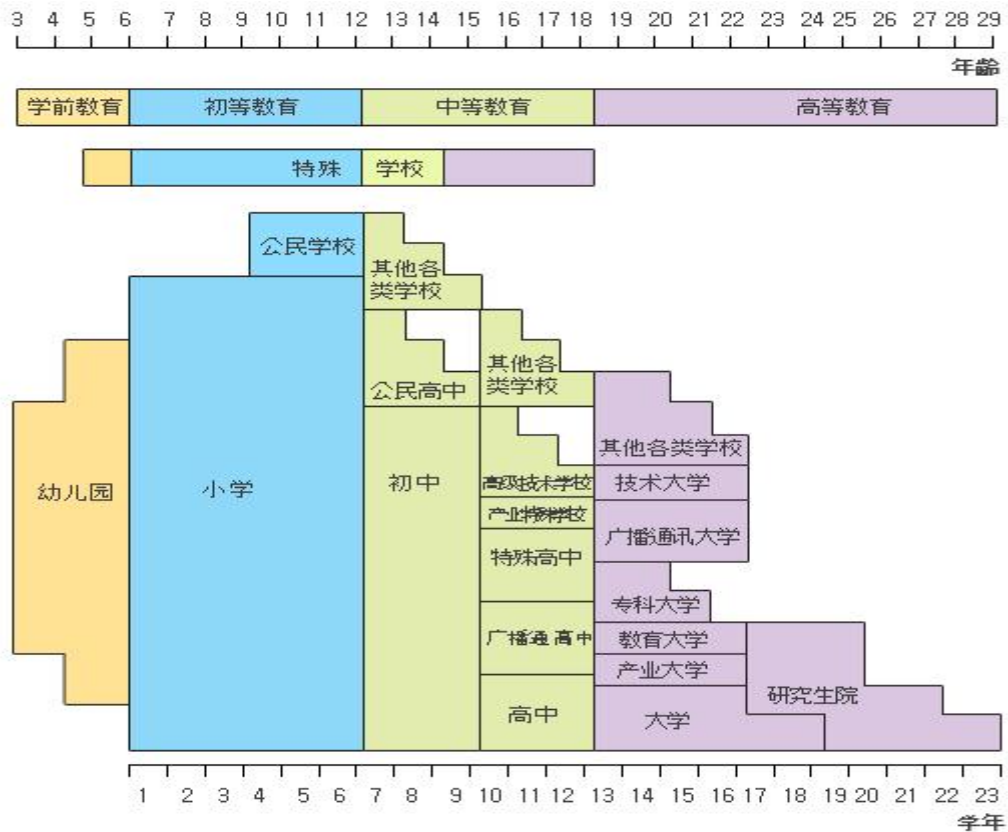 3 4 5 6 7 8 9 10 11 12 13 14 15 16 17 18 19 20 21 22 23 24 25 26 27 28 29
年齡
学前教育 初等教育 中等教育 高等教育
特殊 学校
公民学校
其他各
类学校
公民高中
其他各
类学校
其他各类学校
幼儿园
小学
初中
高级技术学校
技术大学
产业特殊学校
广播通讯大学
特殊高中
专科大学
广播通 高中
教育大学
产业大学
研究生院
高中
大学
1 2 3 4 5 6 7 8 9 10 11 12 13 14 15 16 17 18 19 20 21 22 23
学年